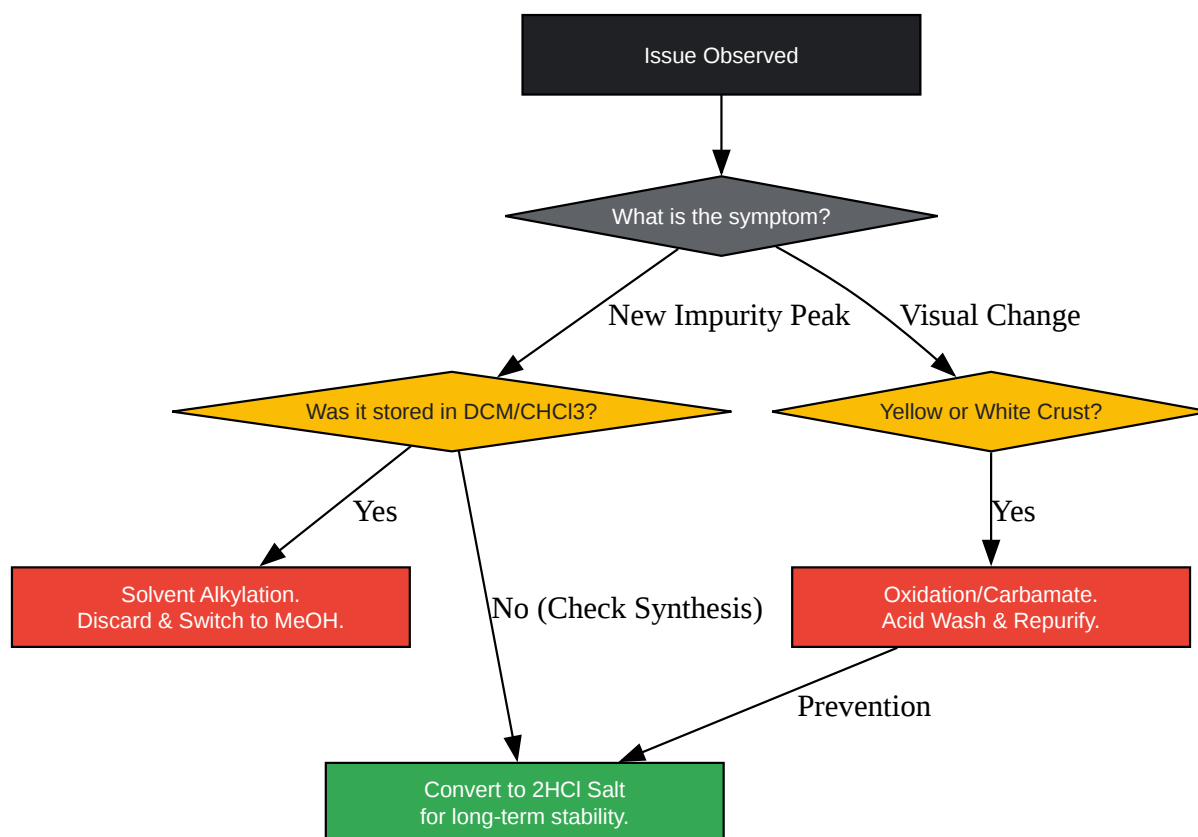 Issue Observed
What is the symptom?
New Impurity Peak
Visual Change
Was it stored in DCM/CHCl3?
Yellow or White Crust?
Yes
Yes
Solvent Alkylation.
Discard & Switch to MeOH.
No (Check Synthesis)
Oxidation/Carbamate.
Acid Wash & Repurify.
Prevention
Convert to 2HCl Salt
for long-term stability.